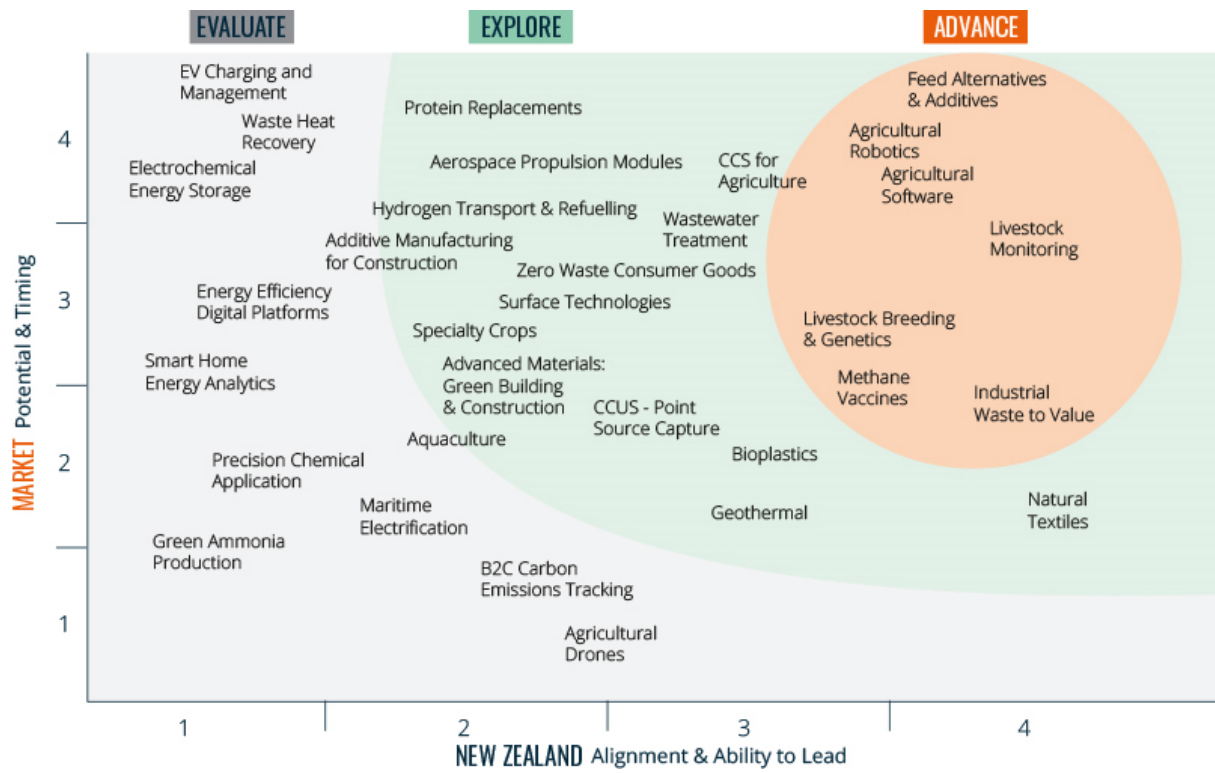 EVALUATE
EXPLORE
ADVANCE
EV Charging and
Management
Waste Heat
Recovery
Electrochemical
Energy Storage
Protein Replacements
Aerospace Propulsion Modules
CCS for
Agriculture
Feed Alternatives
& Additives
Agricultural
Robotics
Agricultural
Software
Hydrogen Transport & Refuelling
Wastewater
Treatment
Livestock
Monitoring
Additive Manufacturing
for Construction
Zero Waste Consumer Goods
Energy Efficiency
Digital Platforms
Surface Technologies
Specialty Crops
Livestock Breeding
& Genetics
Smart Home
Energy Analytics
Advanced Materials:
Green Building
& Construction
Methane
Vaccines
Industrial
Waste to Value
CCUS - Point
Source Capture
Aquaculture
Bioplastics
Precision Chemical
Application
Maritime
Electrification
Geothermal
Natural
Textiles
Green Ammonia
Production
B2C Carbon
Emissions Tracking
Agricultural
Drones
4
3
2
1
MARKET Potential & Timing
1
2
3
4
NEW ZEALAND Alignment & Ability to Lead